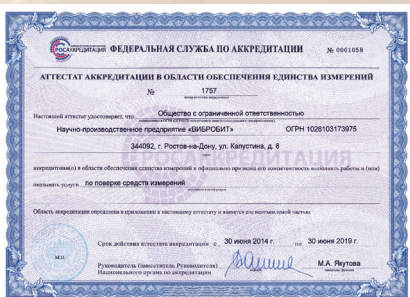 РОСАККРЕДИТАЦИЯ ФЕДЕРАЛЬНАЯ СЛУЖБА ПО АККРЕДИТАЦИИ № 0001058
АТТЕСТАТ АККРЕДИТАЦИИ В ОБЛАСТИ ОБЕСПЕЧЕНИЯ ЕДИНСТВА ИЗМЕРЕНИЙ
№ 1757
Настоящий аттестат удостоверяет, что Общество с ограниченной ответственностью
Научно-производственное предприятие «ВИБРОБИТ» ОГРН 1026103173975
344092, г. Ростов-на-Дону, ул. Капустина, д. 8
РОСАККРЕДИТАЦИЯ
аккредитован(о) в области обеспечения единства измерений и официально признана его компетентность выполнять работы и (или)
оказывать услуги по поверке средств измерений
Область аккредитации определена в приложении к настоящему аттестату и является его неотъемлемой частью.
Срок действия аттестата аккредитации с 30 июня 2014 г. по 30 июня 2019 г.
М.П.
Руководитель (заместитель Руководителя) М.А. Якутова
Национального органа по аккредитации